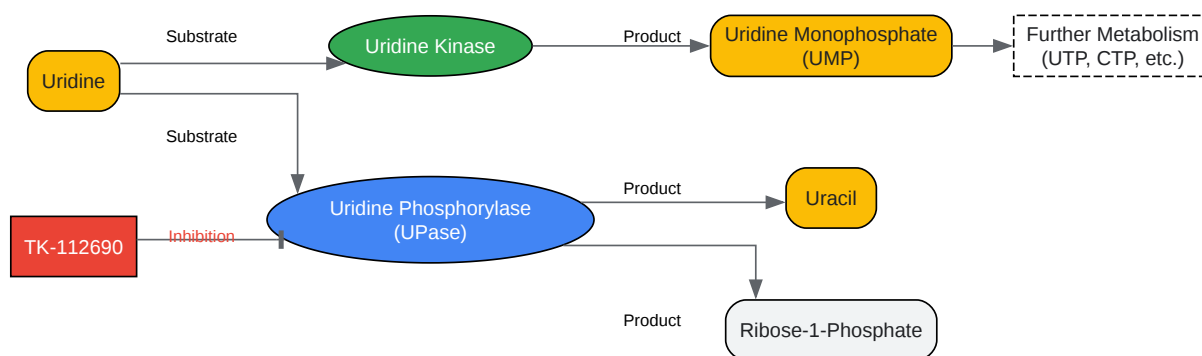 Substrate
Uridine Kinase
Product
Uridine Monophosphate
(UMP)
Further Metabolism
(UTP, CTP, etc.)
Uridine
Substrate
Uridine Phosphorylase
(UPase)
Product
Uracil
TK-112690
Inhibition
Product
Ribose-1-Phosphate